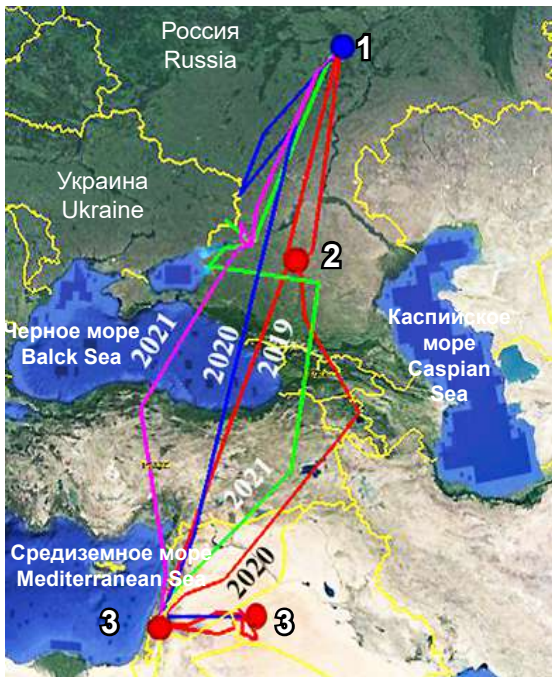 Россия
Russia
1
Украина
Ukraine
2
Черное море
Balck Sea
2021
2020
2019
Каспийское
море
Caspian
Sea
2021
2020
Средиземное море
Mediterranean Sea
3
3